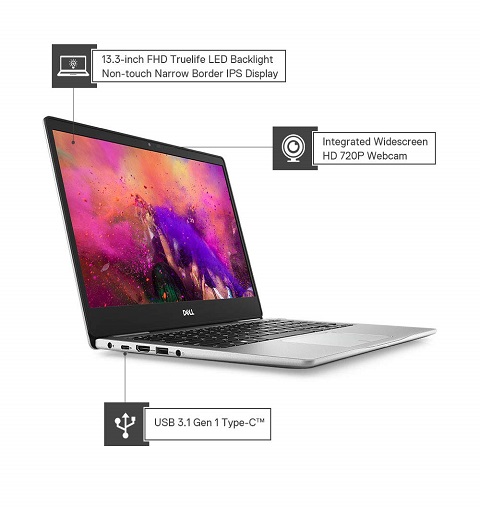 13.3-inch FHD Truelife LED Backlight
Non-touch Narrow Border IPS Display
Integrated Widescreen
HD 720P Webcam
DELL
USB 3.1 Gen 1 Type-C™